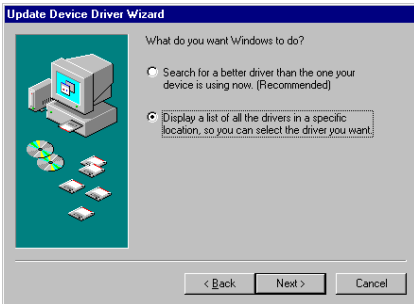 Update Device Driver Wizard
What do you want Windows to do?
Search for a better driver than the one your
device is using now. (Recommended)
Display a list of all the drivers in a specific
location, so you can select the driver you want.
< Back
Next >
Cancel